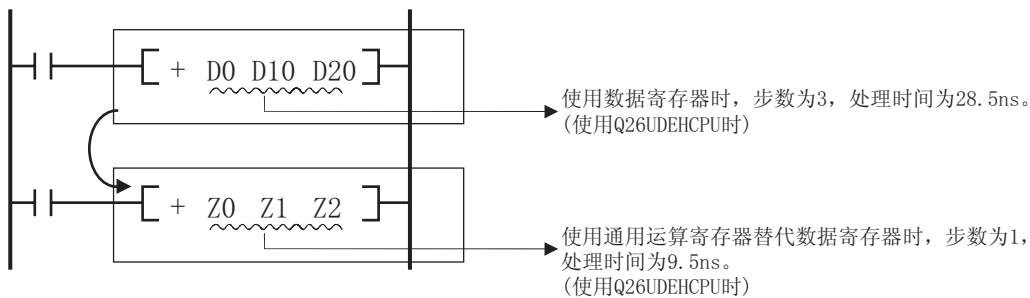 + D0 D10 D20
使用数据寄存器时，步数为3，处理时间为28.5ns。
(使用Q26UDEHCPU时)
+ Z0 Z1 Z2
使用通用运算寄存器替代数据寄存器时，步数为1，
处理时间为9.5ns。
(使用Q26UDEHCPU时)